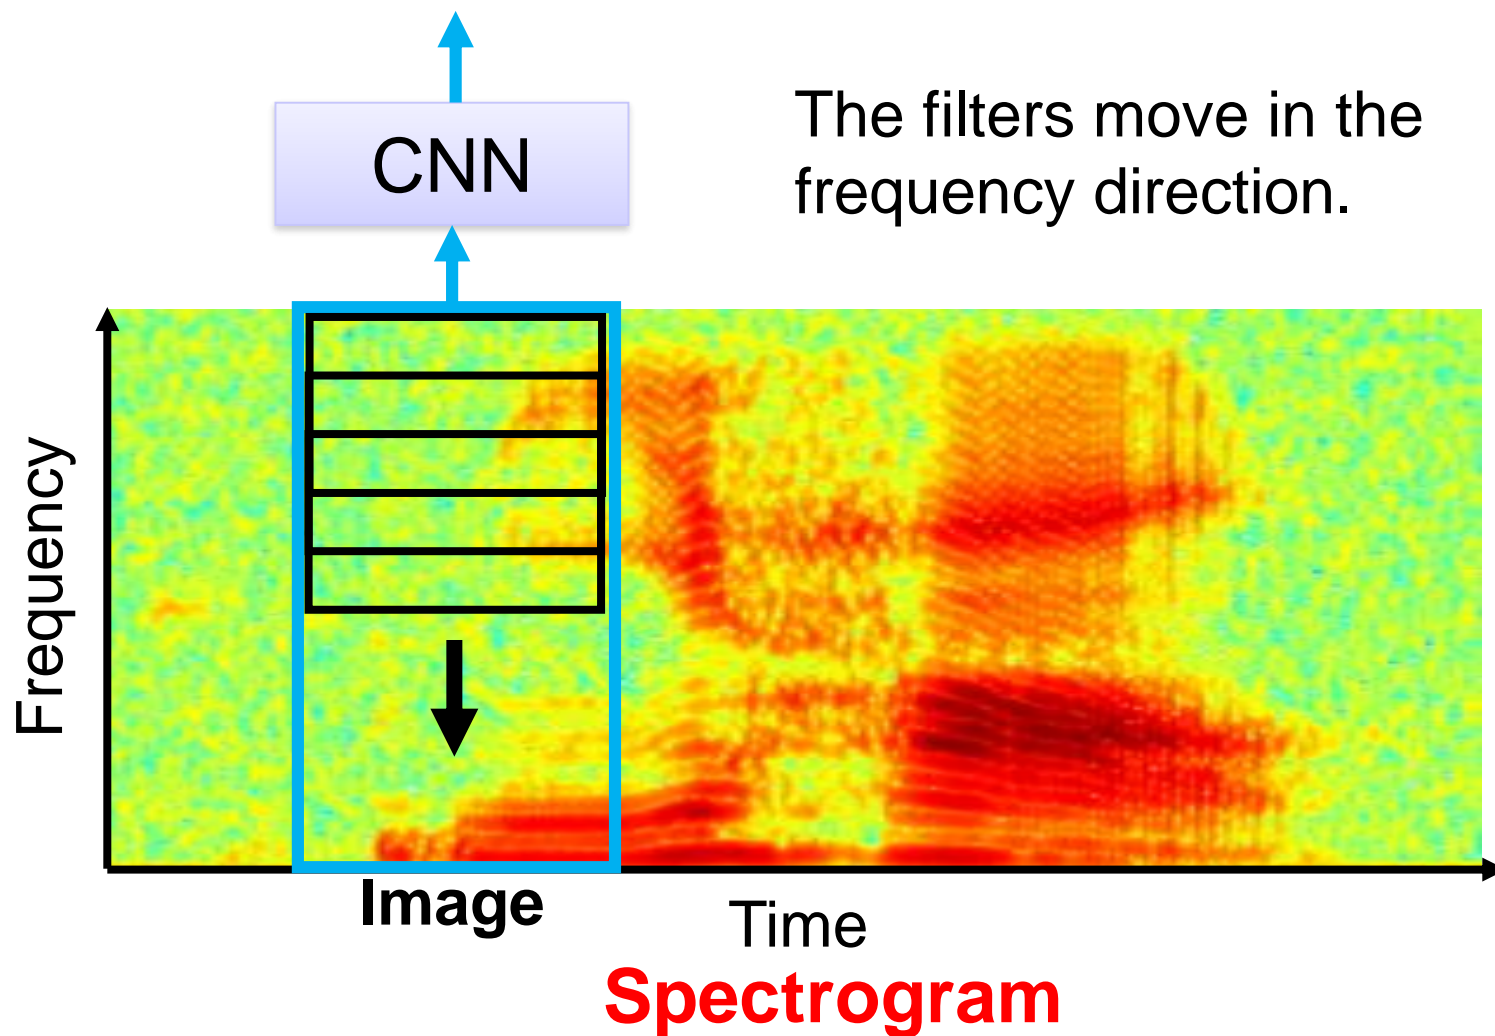 CNN
The filters move in the
frequency direction.
Frequency
Image
Time
Spectrogram